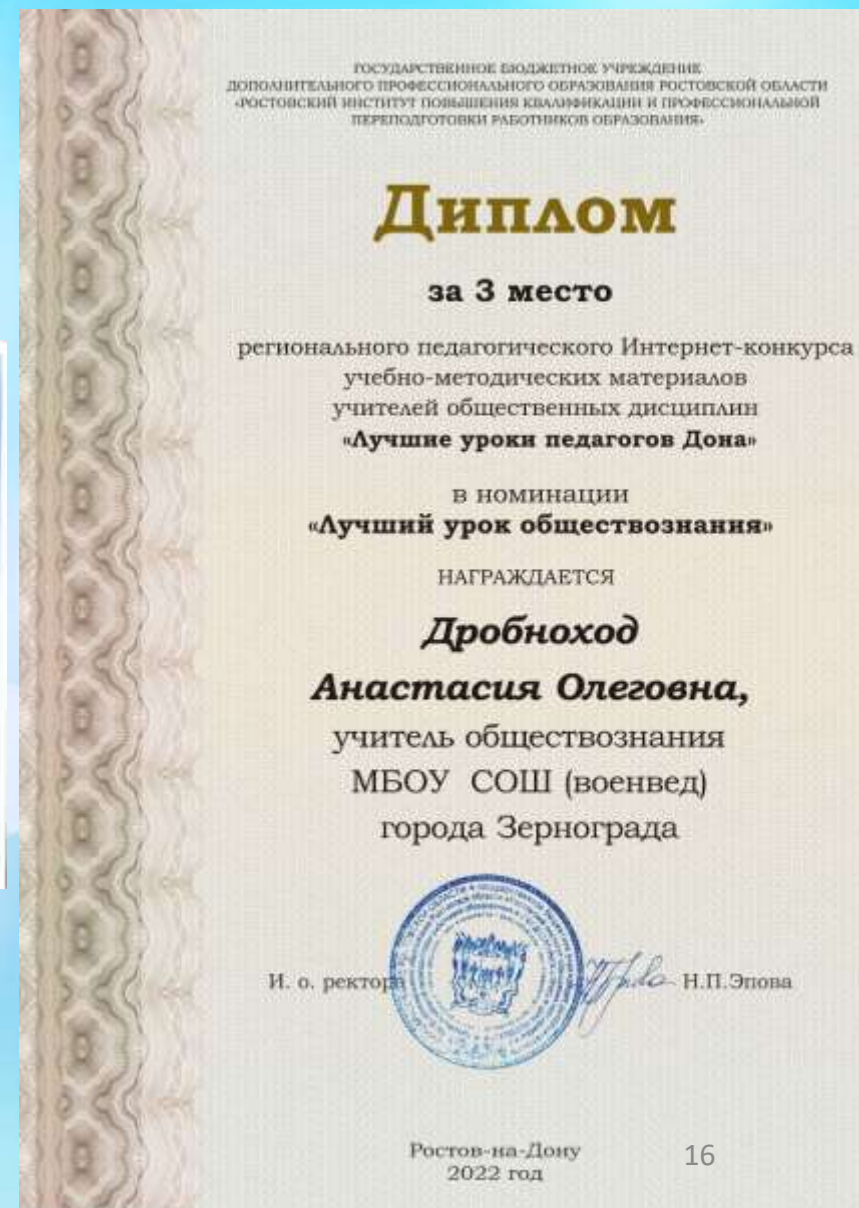 ГОСУДАРСТВЕННОЕ БЮДЖЕТНОЕ УЧРЕЖДЕНИЕ
ДОПОЛНИТЕЛЬНОГО ПРОФЕССИОНАЛЬНОГО ОБРАЗОВАНИЯ РОСТОВСКОЙ ОБЛАСТИ
«РОСТОВСКИЙ ИНСТИТУТ ПОВЫШЕНИЯ КВАЛИФИКАЦИИ И ПРОФЕССИОНАЛЬНОЙ
ПЕРЕПОДГОТОВКИ РАБОТНИКОВ ОБРАЗОВАНИЯ»
Диплом
за 3 место
регионального педагогического Интернет-конкурса
учебно-методических материалов
учителей общественных дисциплин
«Лучшие уроки педагогов Дона»
в номинации
«Лучший урок обществознания»
НАГРАЖДАЕТСЯ
Дробноход
Анастасия Олеговна,
учитель обществознания
МБОУ СОШ (военвед)
города Зернограда
И. о. ректора Н.П.Эпова
Ростов-на-Дону
2022 год
16